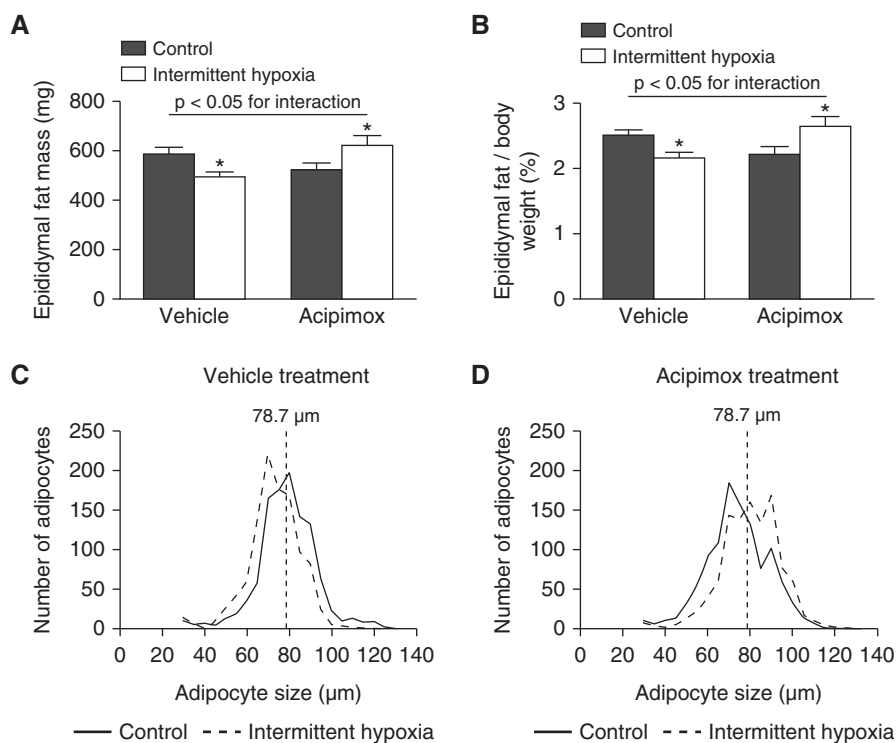 A
Control
Intermittent hypoxia
p < 0.05 for interaction
Epididymal fat mass (mg)
800
600
400
200
0
*
*
Vehicle
Acipimox
B
Control
Intermittent hypoxia
p < 0.05 for interaction
Epididymal fat / body
weight (%)
3
2
1
0
*
*
Vehicle
Acipimox
C
Vehicle treatment
78.7 µm
Number of adipocytes
250
200
150
100
50
0
0 20 40 60 80 100 120 140
Adipocyte size (µm)
Control Intermittent hypoxia
D
Acipimox treatment
78.7 µm
Number of adipocytes
250
200
150
100
50
0
0 20 40 60 80 100 120 140
Adipocyte size (µm)
Control Intermittent hypoxia